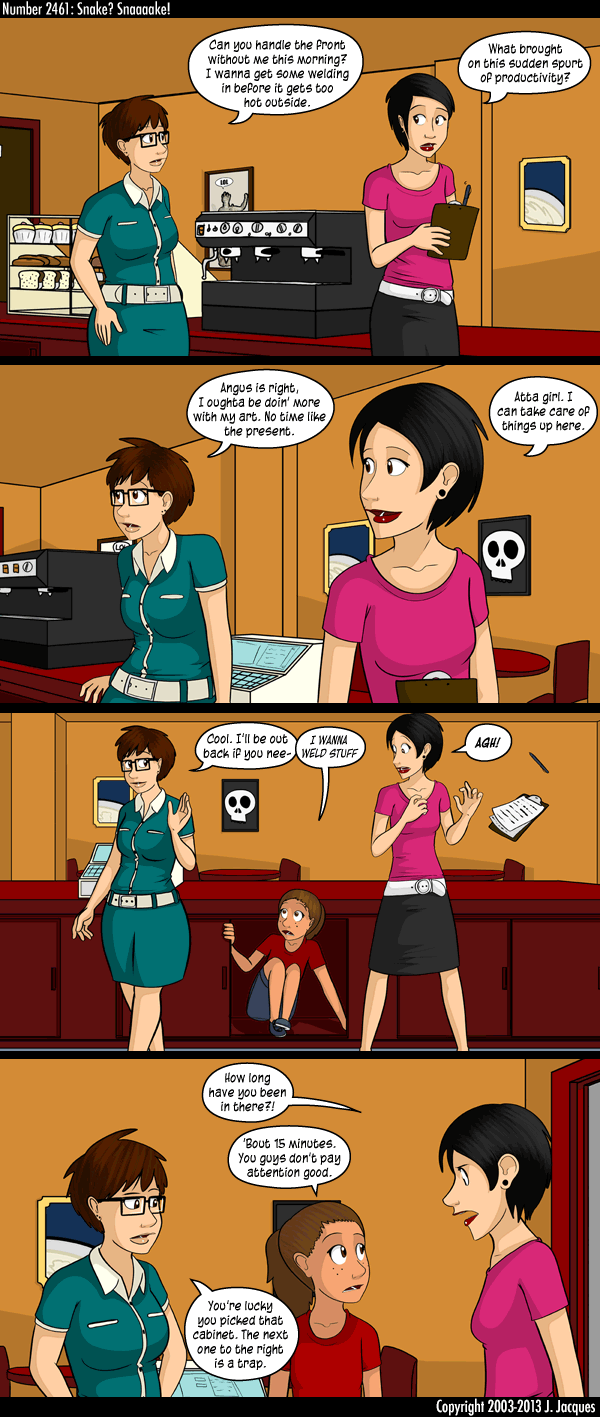 Number 2461: Snake? Snaaaake!
Can you handle the front
without me this morning?
I wanna get some welding
in before it gets too
hot outside.
What brought
on this sudden spurt
of productivity?
LOL
Angus is right,
I oughta be doin' more
with my art. No time like
the present.
Atta girl. I
can take care of
things up here.
LO
Cool. I'll be out
back if you nee-
I WANNA
WELD STUFF
AGH!
How long
have you been
in there?!
'Bout 15 minutes.
You guys don't pay
attention good.
You're lucky
you picked that
cabinet. The next
one to the right
is a trap.
Copyright 2003-2013 J. Jacques